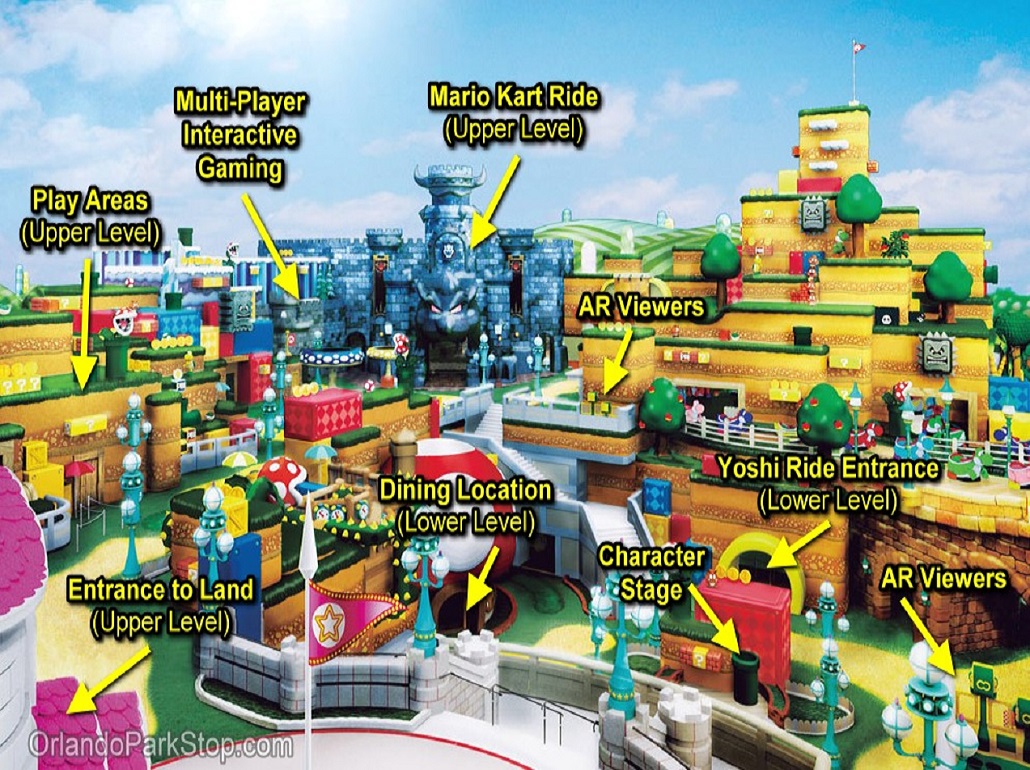 Multi-Player
Interactive
Gaming
Mario Kart Ride
(Upper Level)
Play Areas
(Upper Level)
AR Viewers
Yoshi Ride Entrance
(Lower Level)
Dining Location
(Lower Level)
Character
Stage
AR Viewers
Entrance to Land
(Upper Level)
OrlandoParkStop.com